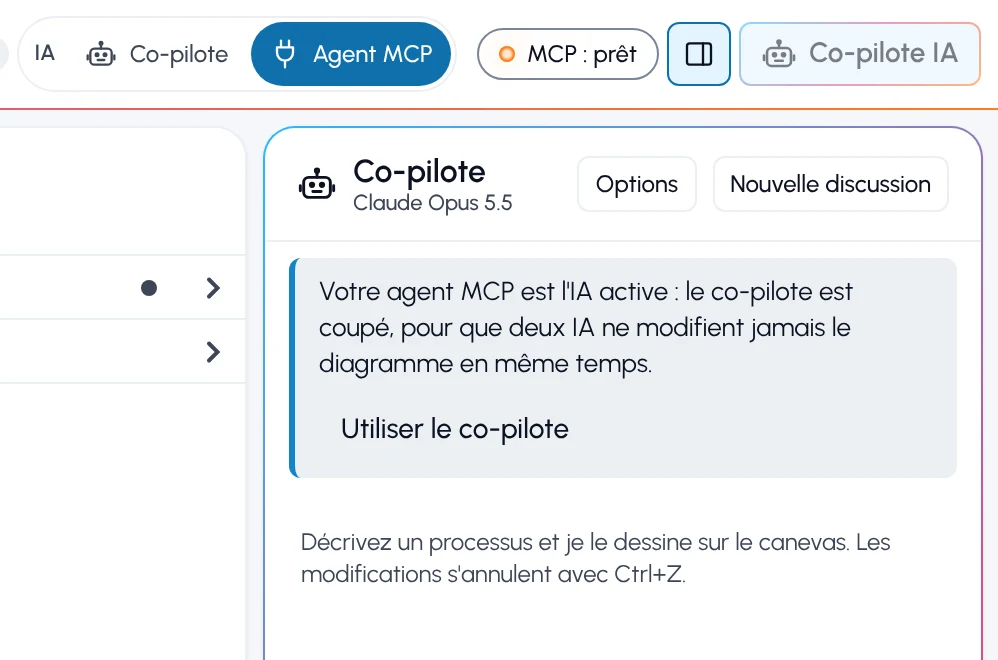 IA
Co-pilote
Agent MCP
MCP : prêt
Co-pilote IA
Co-pilote
Claude Opus 5.5
Options
Nouvelle discussion
Votre agent MCP est l'IA active : le co-pilote est
coupé, pour que deux IA ne modifient jamais le
diagramme en même temps.
Utiliser le co-pilote
Décrivez un processus et je le dessine sur le canevas. Les
modifications s'annulent avec Ctrl+Z.